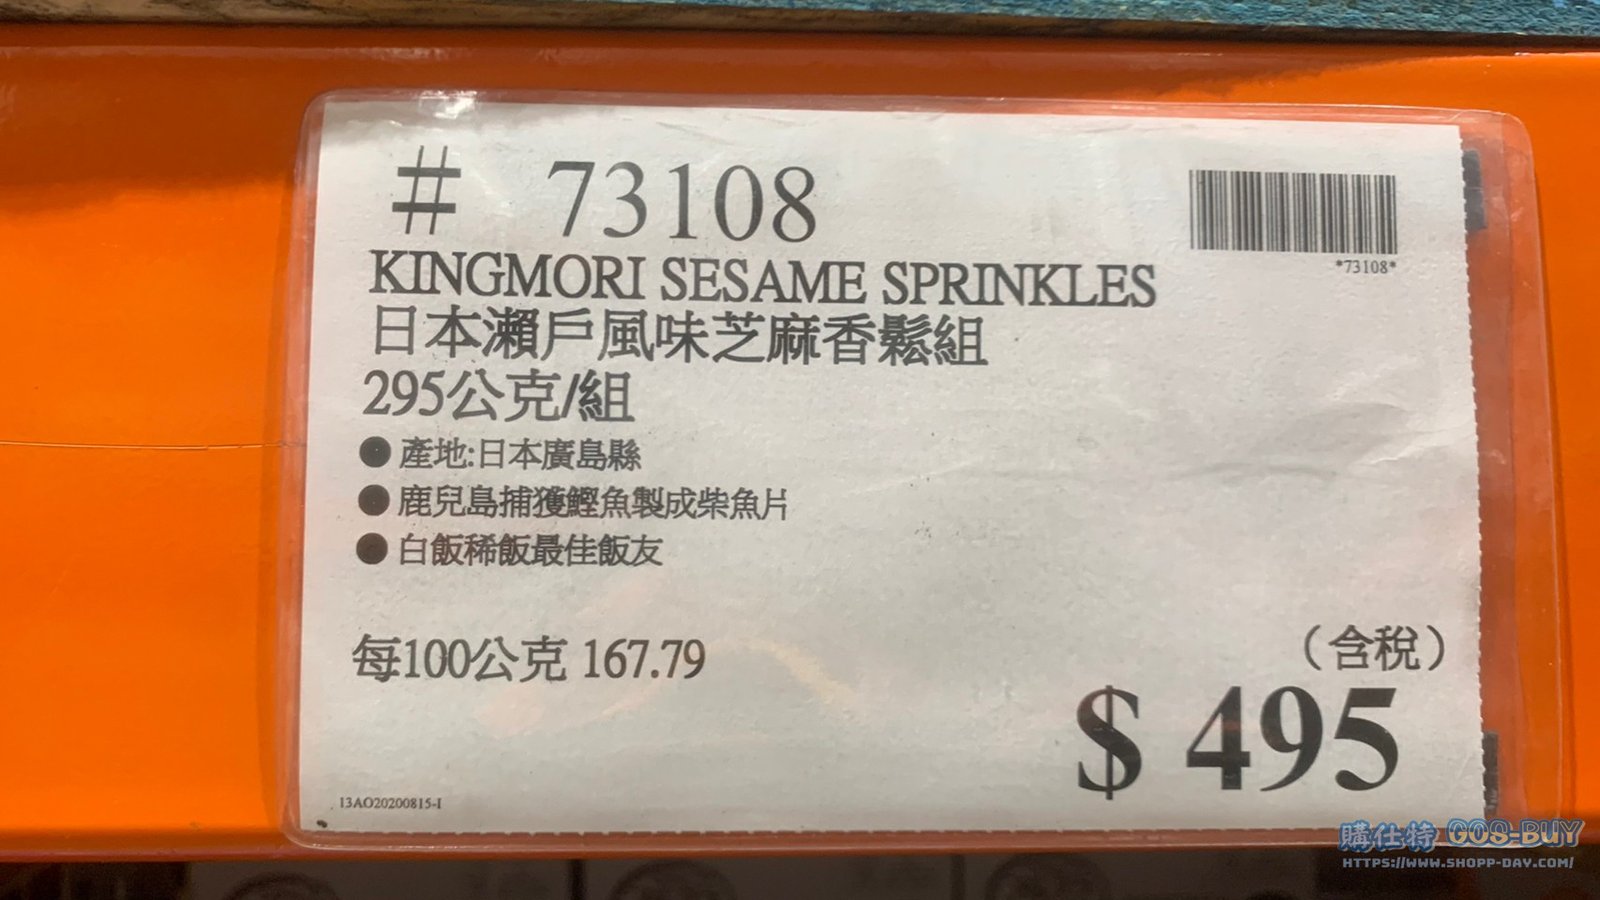 # 73108
*73108*
KINGMORI SESAME SPRINKLES
日本瀨戶風味芝麻香鬆組
295公克/組
● 產地:日本廣島縣
● 鹿兒島捕獲鰹魚製成柴魚片
● 白飯稀飯最佳飯友
每100公克 167.79
（含稅）
$ 495
13AO20200815-I
購仕特 GOS-BUY
HTTPS://WWW.SHOPP-DAY.COM/